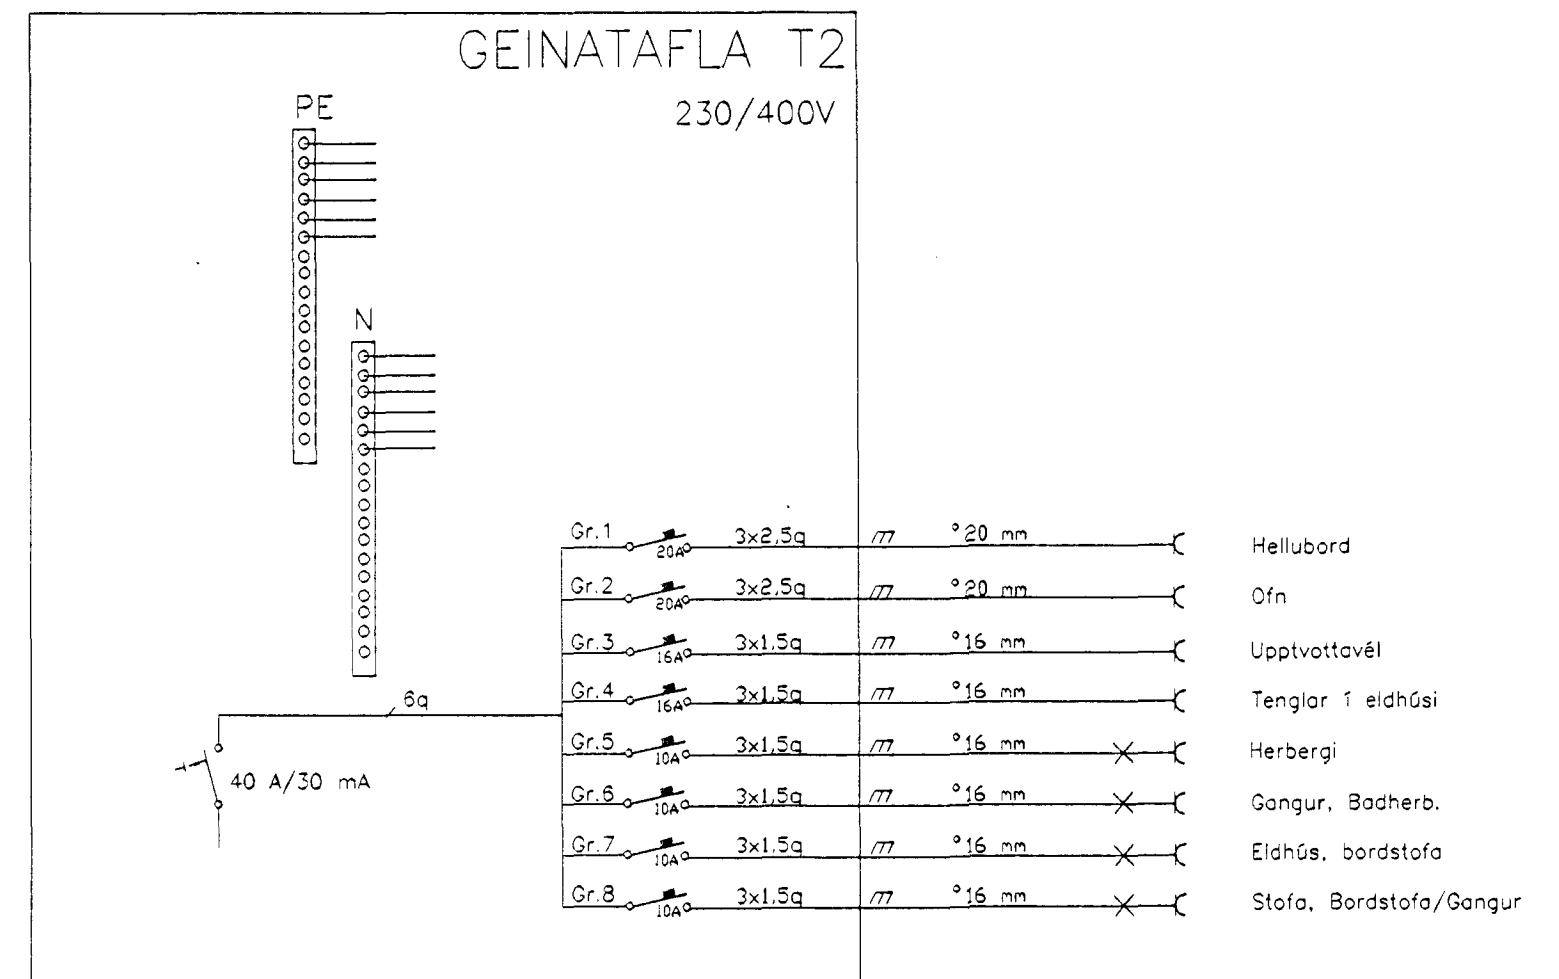 GEINATAFLA T2
230/400V
PE
N
Gr.1 20A 3x2,5q °20 mm Hellubord
Gr.2 20A 3x2,5q °20 mm Ofn
Gr.3 16A 3x1,5q °16 mm Upptvottavél
Gr.4 16A 3x1,5q °16 mm Tenglar í eldhúsi
6q
Gr.5 10A 3x1,5q °16 mm Herbergi
40 A/30 mA
Gr.6 10A 3x1,5q °16 mm Gangur, Badherb.
Gr.7 10A 3x1,5q °16 mm Eldhús, bordstofa
Gr.8 10A 3x1,5q °16 mm Stofa, Bordstofa/Gangur